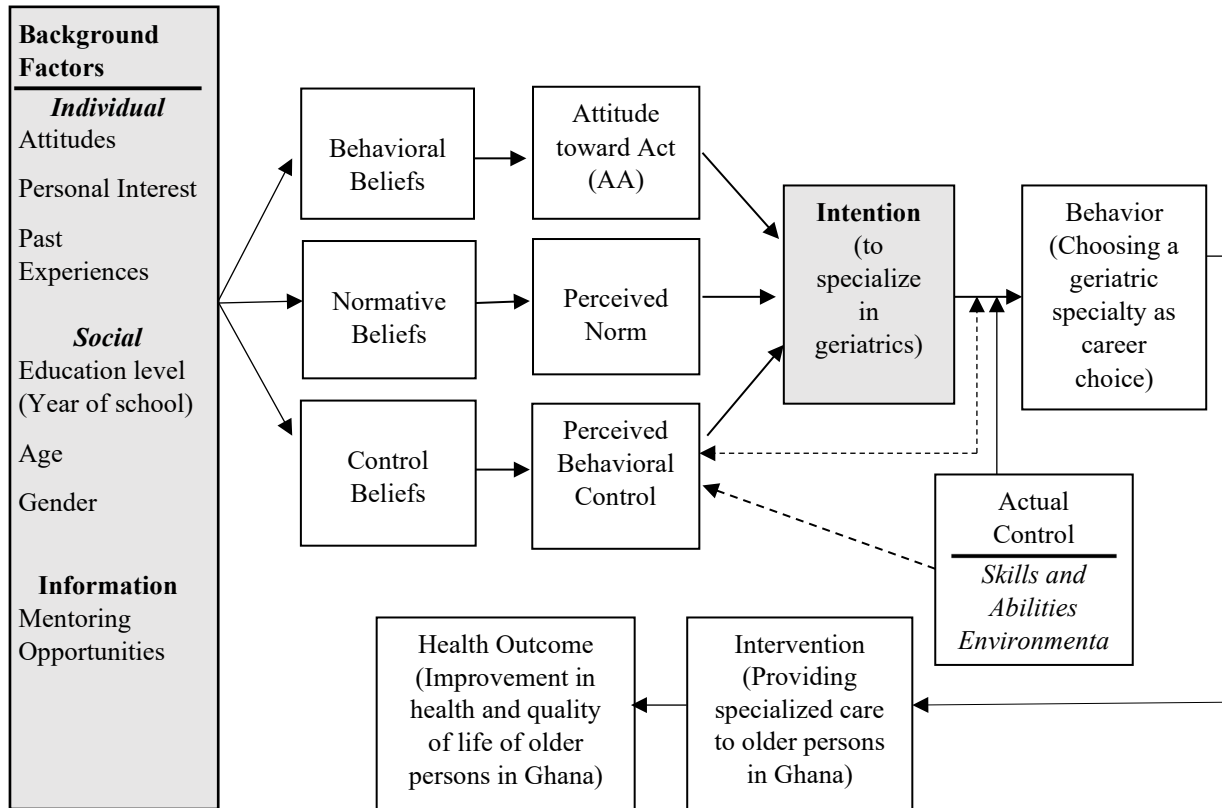 Background
Factors
Individual
Attitudes
Personal Interest
Past
Experiences
Social
Education level
(Year of school)
Age
Gender
Information
Mentoring
Opportunities
Behavioral
Beliefs
Attitude
toward Act
(AA)
Normative
Beliefs
Perceived
Norm
Control
Beliefs
Perceived
Behavioral
Control
Intention
(to
specialize
in
geriatrics)
Behavior
(Choosing a
geriatric
specialty as
career
choice)
Actual
Control
Skills and
Abilities
Environmenta
Intervention
(Providing
specialized care
to older persons
in Ghana)
Health Outcome
(Improvement in
health and quality
of life of older
persons in Ghana)